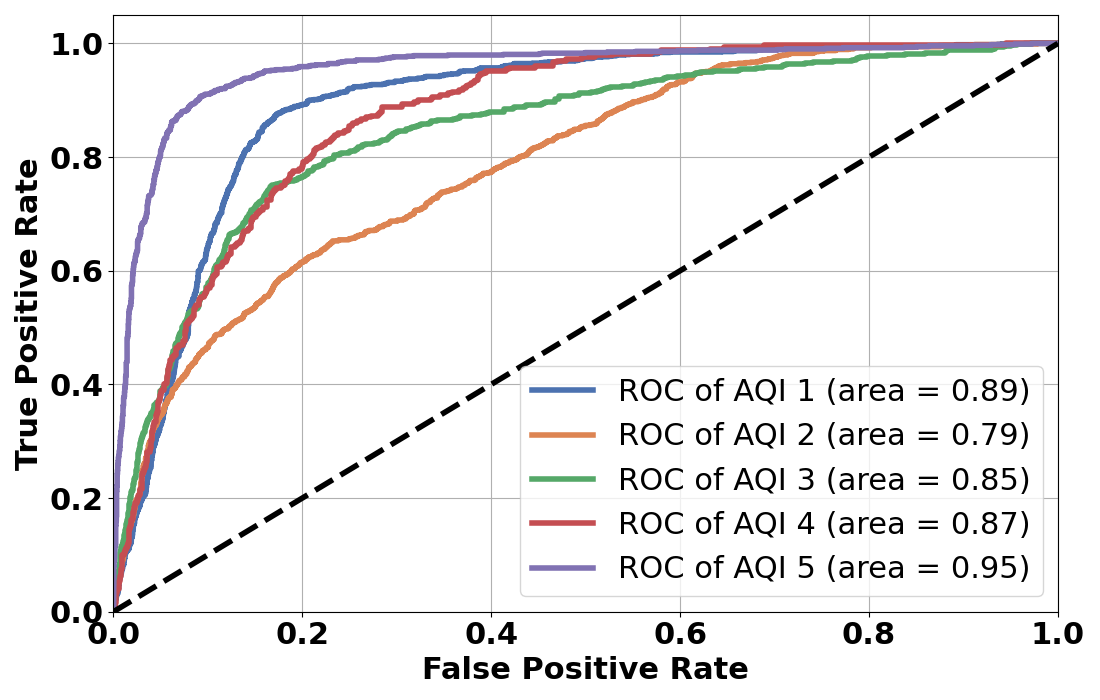 True Positive Rate
1.0
0.8
0.6
0.4
0.2
0.0
ROC of AQI 1 (area = 0.89)
ROC of AQI 2 (area = 0.79)
ROC of AQI 3 (area = 0.85)
ROC of AQI 4 (area = 0.87)
ROC of AQI 5 (area = 0.95)
0.0 0.2 0.4 0.6 0.8 1.0
False Positive Rate